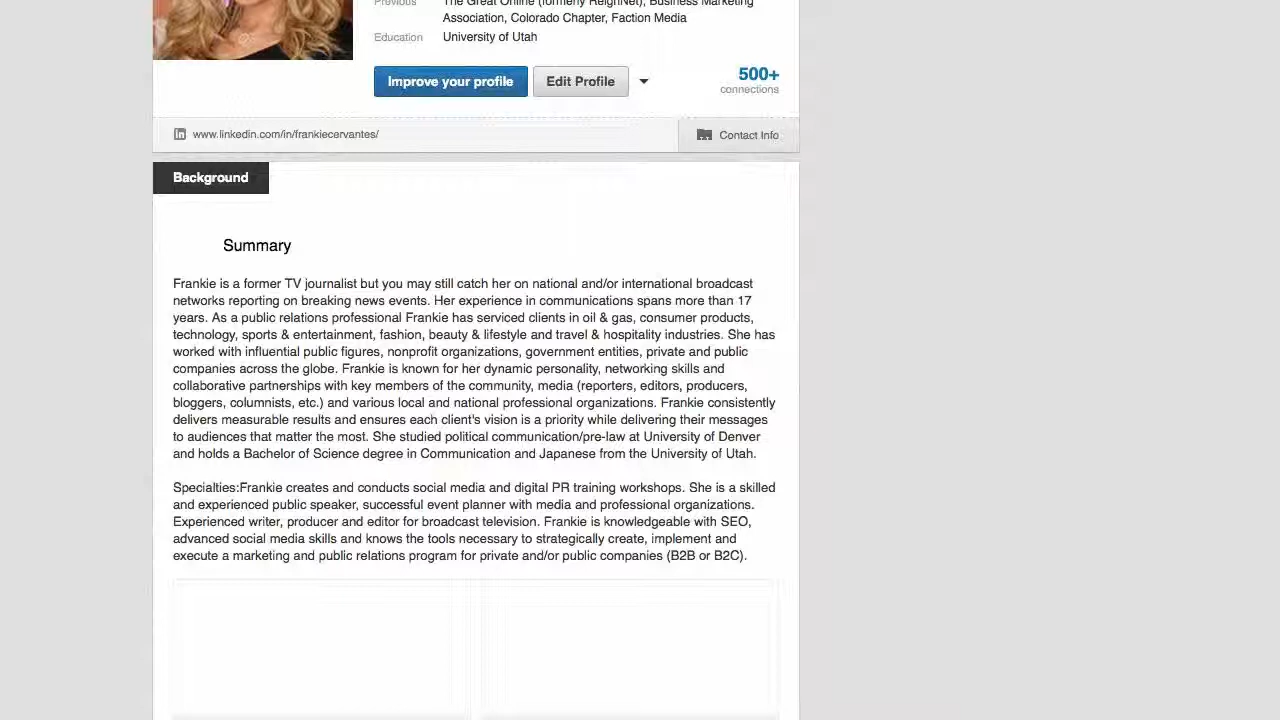 Previous The Great Online (formerly ReignNet), Business Marketing
Association, Colorado Chapter, Faction Media
Education University of Utah
Improve your profile Edit Profile 500+
connections
www.linkedin.com/in/frankiecervantes/ Contact Info
Background
Summary
Frankie is a former TV journalist but you may still catch her on national and/or international broadcast
networks reporting on breaking news events. Her experience in communications spans more than 17
years. As a public relations professional Frankie has serviced clients in oil & gas, consumer products,
technology, sports & entertainment, fashion, beauty & lifestyle and travel & hospitality industries. She has
worked with influential public figures, nonprofit organizations, government entities, private and public
companies across the globe. Frankie is known for her dynamic personality, networking skills and
collaborative partnerships with key members of the community, media (reporters, editors, producers,
bloggers, columnists, etc.) and various local and national professional organizations. Frankie consistently
delivers measurable results and ensures each client's vision is a priority while delivering their messages
to audiences that matter the most. She studied political communication/pre-law at University of Denver
and holds a Bachelor of Science degree in Communication and Japanese from the University of Utah.
Specialties:Frankie creates and conducts social media and digital PR training workshops. She is a skilled
and experienced public speaker, successful event planner with media and professional organizations.
Experienced writer, producer and editor for broadcast television. Frankie is knowledgeable with SEO,
advanced social media skills and knows the tools necessary to strategically create, implement and
execute a marketing and public relations program for private and/or public companies (B2B or B2C).